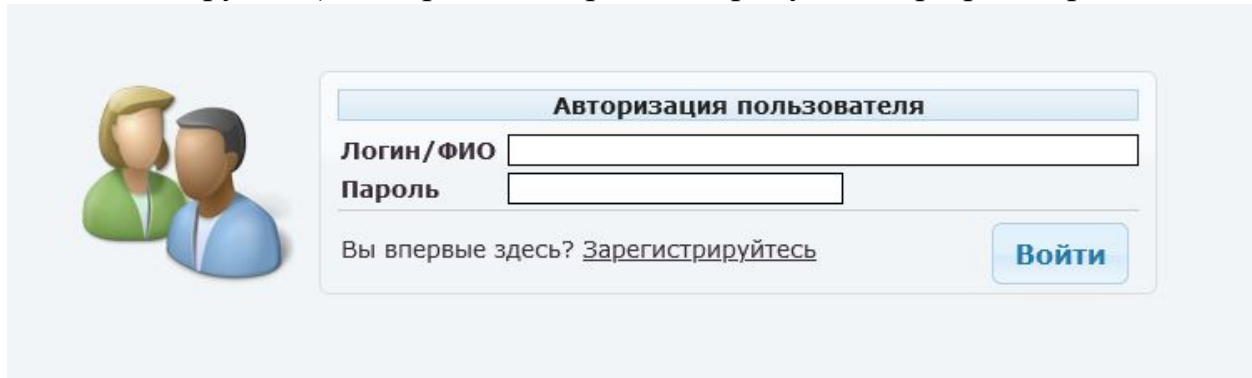 Авторизация пользователя
Логин/ФИО
Пароль
Вы впервые здесь? Зарегистрируйтесь
Войти